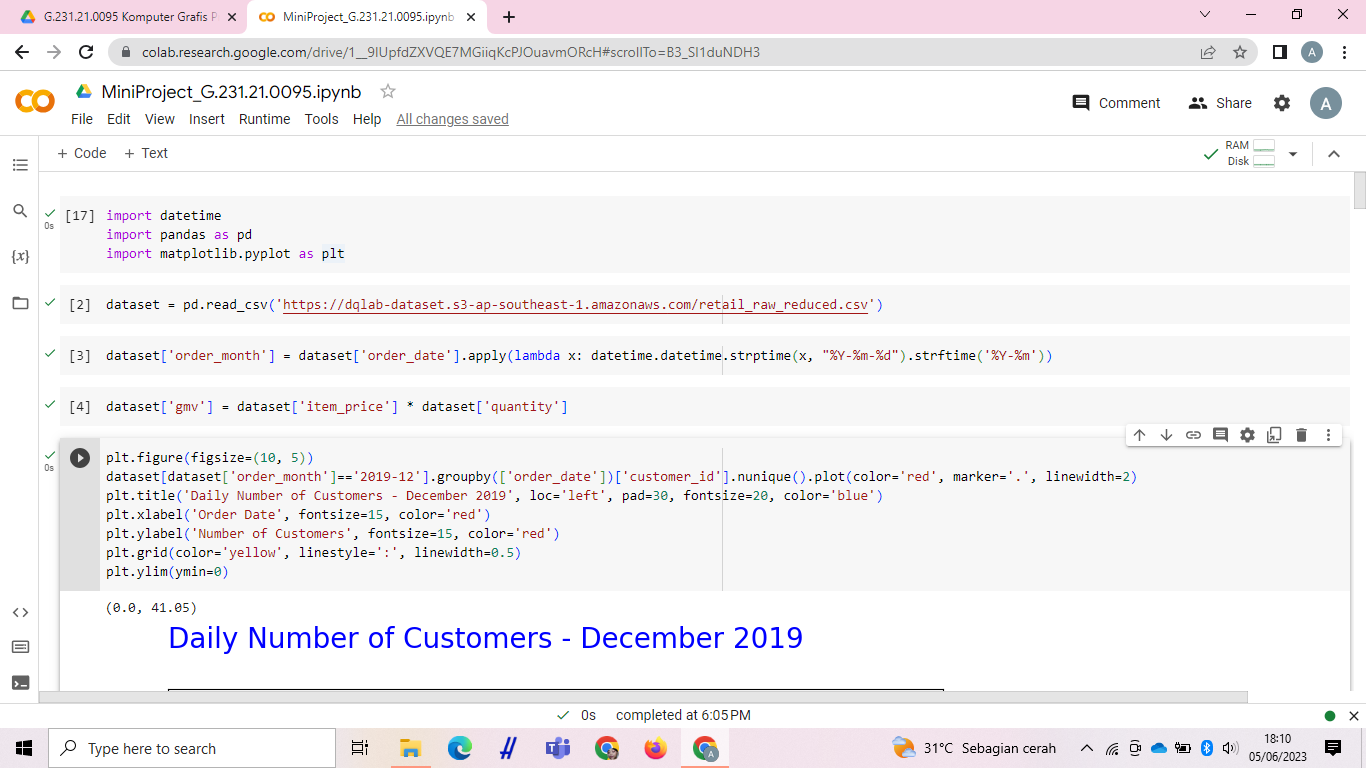 G.231.21.0095 Komputer Grafis P
MiniProject_G.231.21.0095.ipynb
colab.research.google.com/drive/1__9IUpfdZXVQE7MGiiqKcPJOuavmORcH#scrollTo=B3_SI1duNDH3
A
MiniProject_G.231.21.0095.ipynb
File Edit View Insert Runtime Tools Help All changes saved
Comment Share A
+ Code + Text
RAM
Disk
[17] import datetime
0s
import pandas as pd
import matplotlib.pyplot as plt
{x}
[2] dataset = pd.read_csv('https://dqlab-dataset.s3-ap-southeast-1.amazonaws.com/retail_raw_reduced.csv')
[3] dataset['order_month'] = dataset['order_date'].apply(lambda x: datetime.datetime.strptime(x, "%Y-%m-%d").strftime('%Y-%m'))
[4] dataset['gmv'] = dataset['item_price'] * dataset['quantity']
0s
plt.figure(figsize=(10, 5))
dataset[dataset['order_month']=='2019-12'].groupby(['order_date'])['customer_id'].nunique().plot(color='red', marker='.', linewidth=2)
plt.title('Daily Number of Customers - December 2019', loc='left', pad=30, fontsize=20, color='blue')
plt.xlabel('Order Date', fontsize=15, color='red')
plt.ylabel('Number of Customers', fontsize=15, color='red')
plt.grid(color='yellow', linestyle=':', linewidth=0.5)
plt.ylim(ymin=0)
(0.0, 41.05)
Daily Number of Customers - December 2019
0s completed at 6:05 PM
Type here to search
A
31°C Sebagian cerah
18:10
05/06/2023